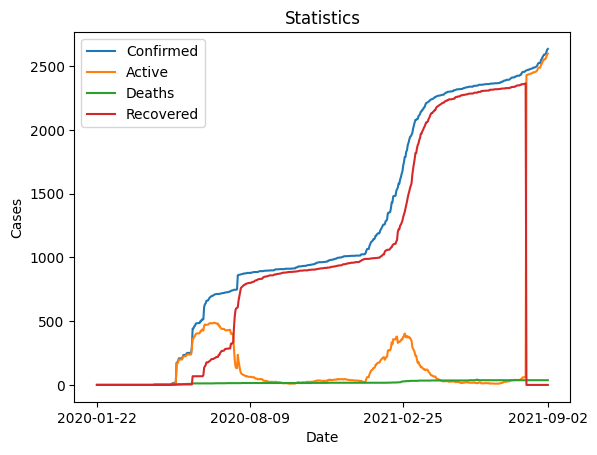 Statistics
Confirmed
Active
Deaths
Recovered
Cases
2500
2000
1500
1000
500
0
2020-01-22 2020-08-09 2021-02-25 2021-09-02
Date